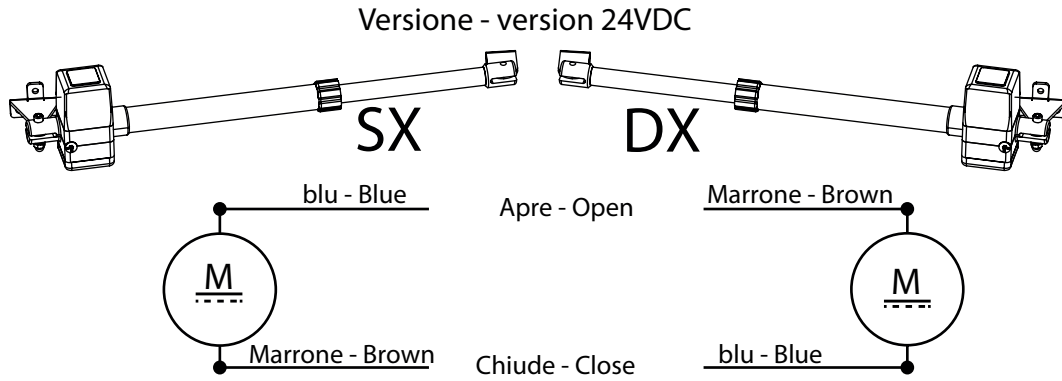 Versione - version 24VDC
SX DX
blu - Blue Apre - Open Marrone - Brown
M M
Marrone - Brown Chiude - Close blu - Blue